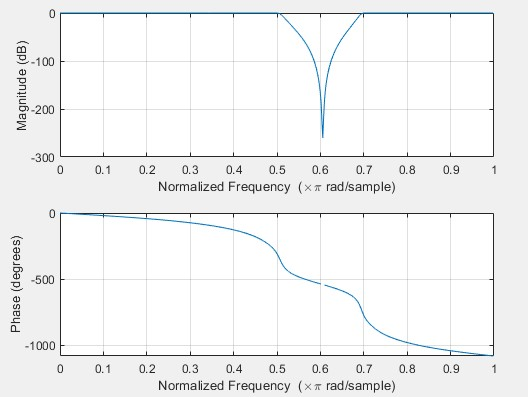 0
-100
-200
-300
Magnitude (dB)
0 0.1 0.2 0.3 0.4 0.5 0.6 0.7 0.8 0.9 1
Normalized Frequency (×π rad/sample)
0
-500
-1000
Phase (degrees)
0 0.1 0.2 0.3 0.4 0.5 0.6 0.7 0.8 0.9 1
Normalized Frequency (×π rad/sample)